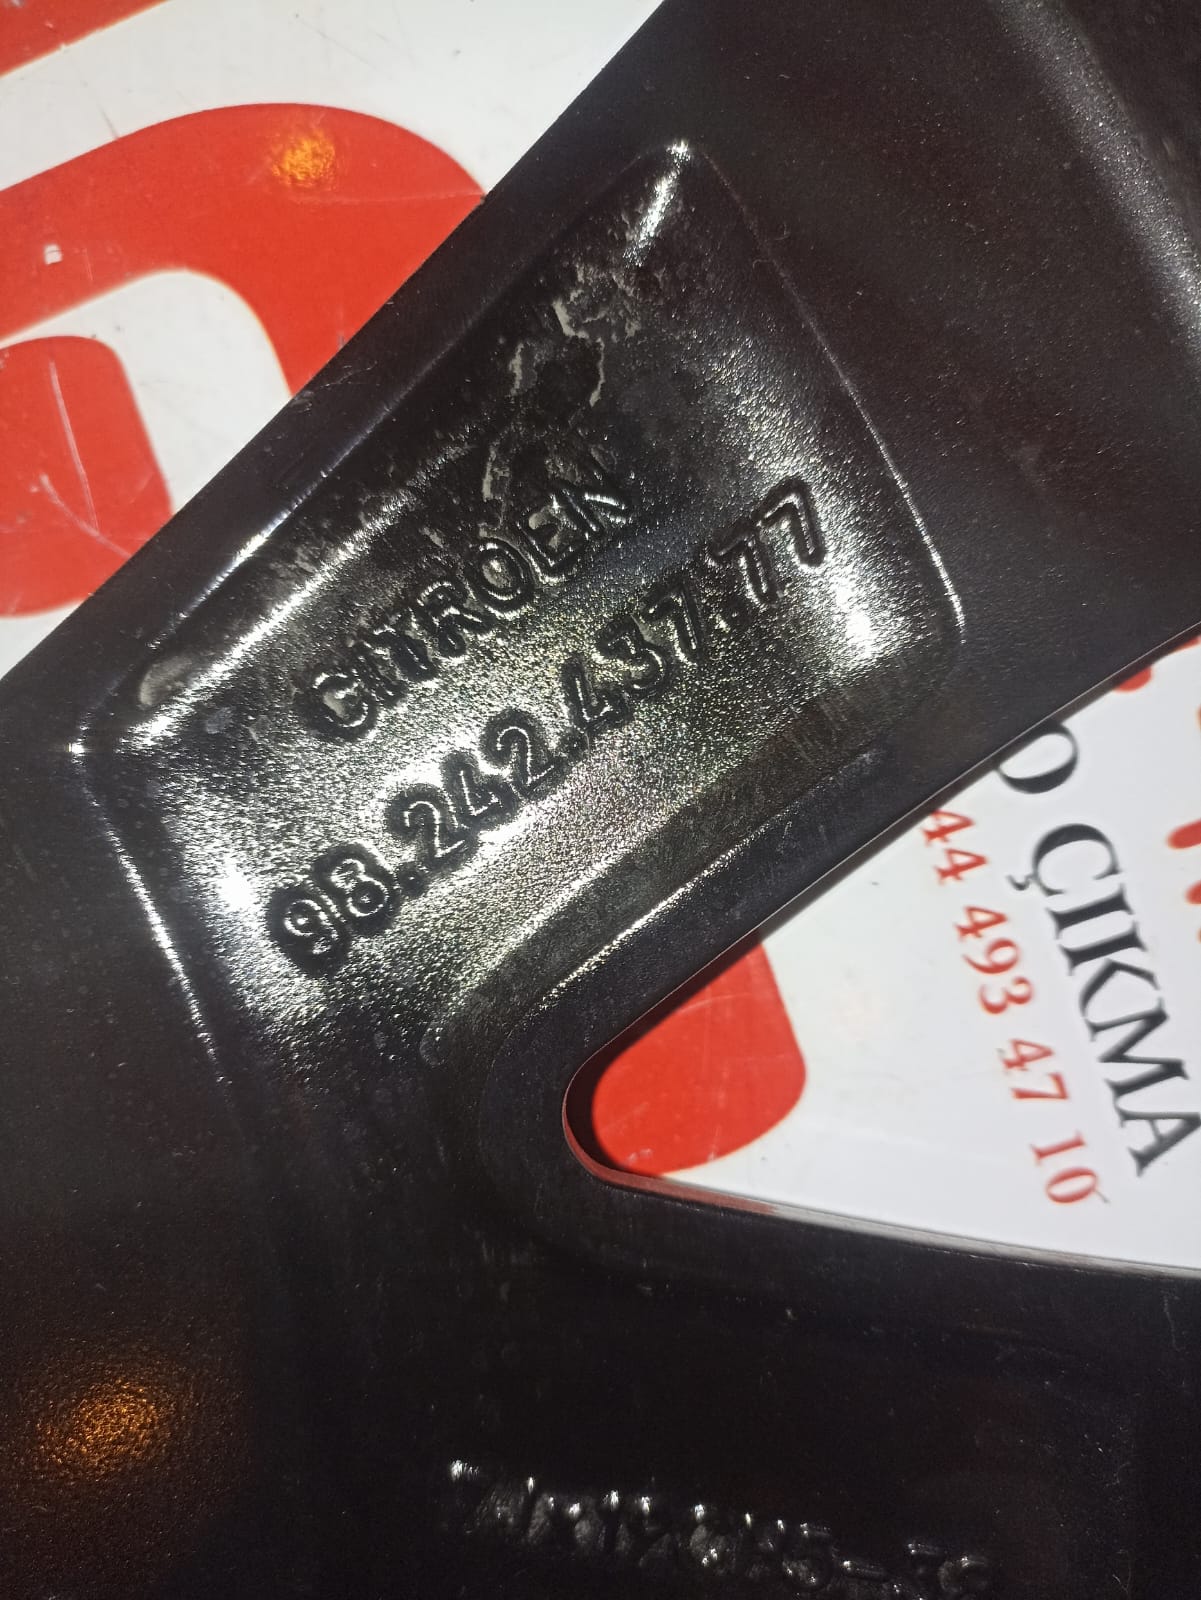 CITROEN
98.242.437.77
O ÇIKMA
44 493 47 10